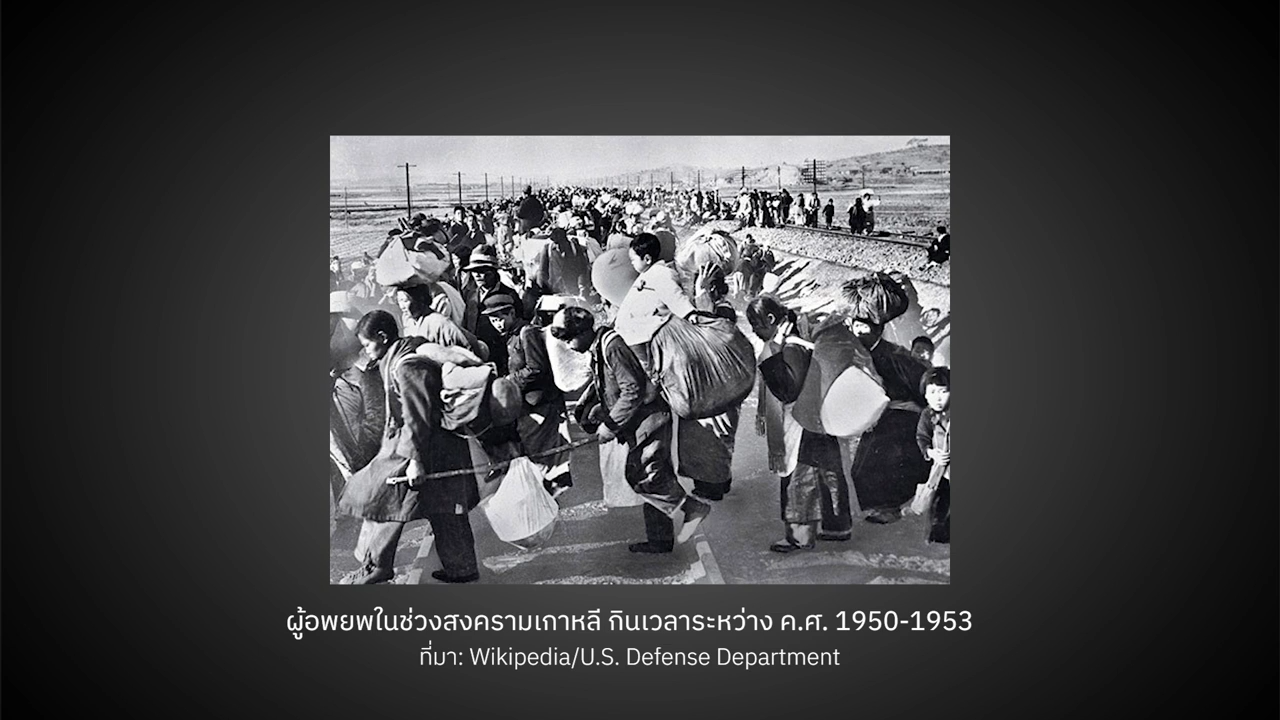 ผู้อพยพในช่วงสงครามเกาหลี กินเวลาระหว่าง ค.ศ. 1950-1953
ที่มา: Wikipedia/U.S. Defense Department